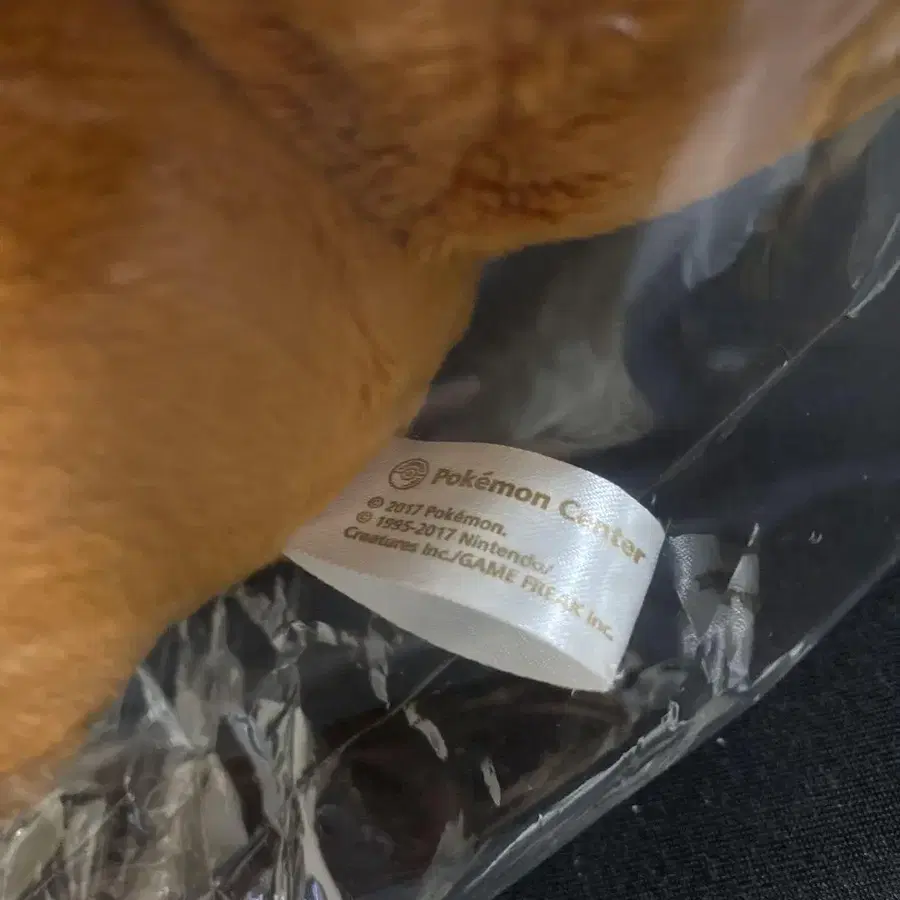 Pokémon Center
© 2017 Pokémon.
© 1995-2017 Nintendo/
Creatures Inc./GAME FREAK inc.